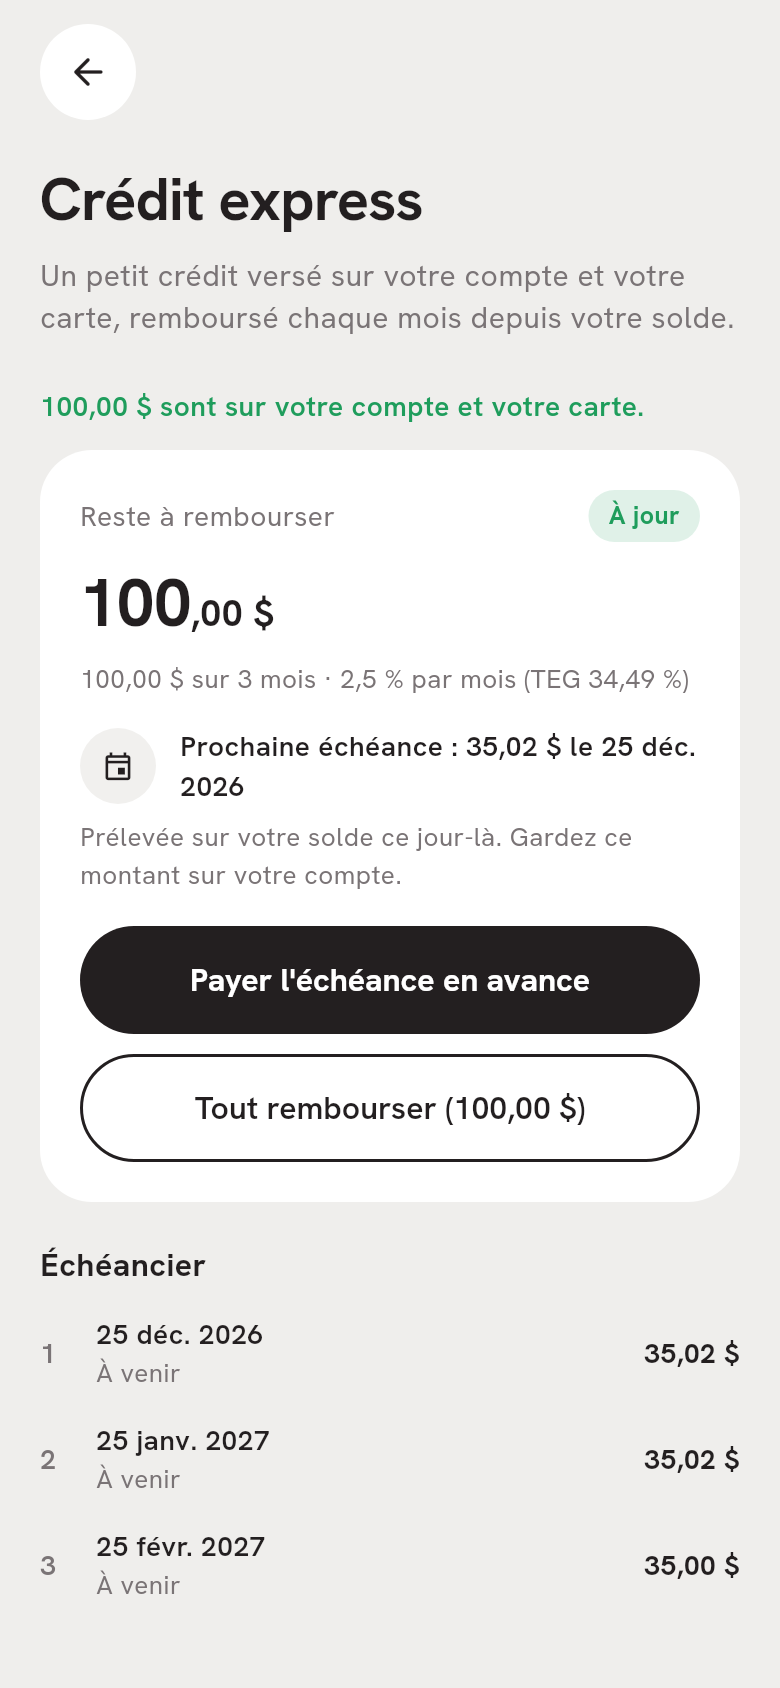 Crédit express
Un petit crédit versé sur votre compte et votre
carte, remboursé chaque mois depuis votre solde.
100,00 $ sont sur votre compte et votre carte.
Reste à rembourser
À jour
100,00 $
100,00 $ sur 3 mois · 2,5 % par mois (TEG 34,49 %)
Prochaine échéance : 35,02 $ le 25 déc.
2026
Prélevée sur votre solde ce jour-là. Gardez ce
montant sur votre compte.
Payer l'échéance en avance
Tout rembourser (100,00 $)
Échéancier
1
25 déc. 2026
À venir
35,02 $
2
25 janv. 2027
À venir
35,02 $
3
25 févr. 2027
À venir
35,00 $